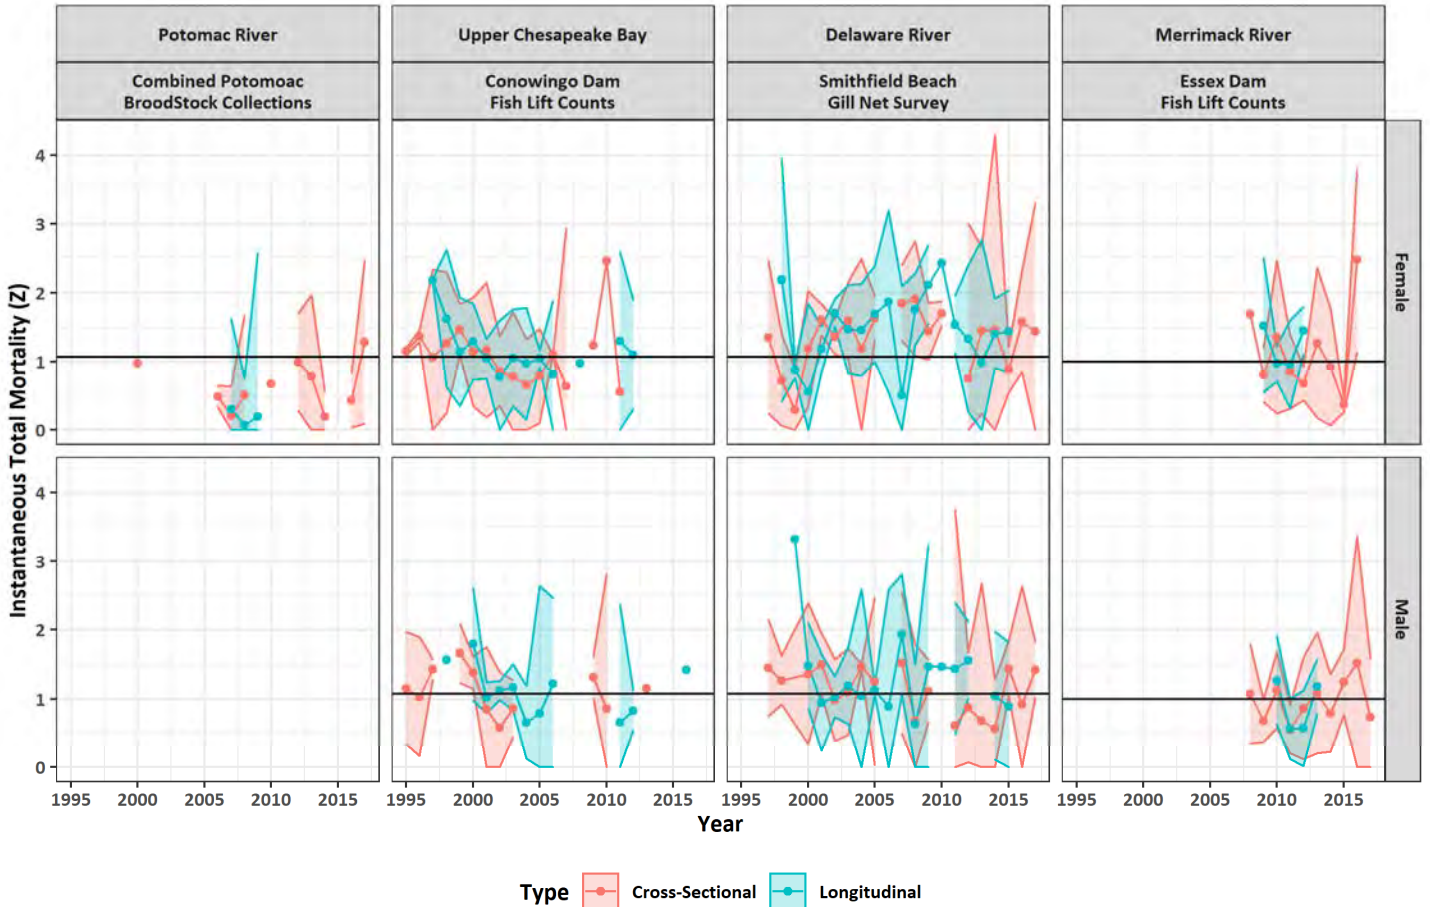 Potomac River
Upper Chesapeake Bay
Delaware River
Merrimack River
Combined Potomoac
BroodStock Collections
Conowingo Dam
Fish Lift Counts
Smithfield Beach
Gill Net Survey
Essex Dam
Fish Lift Counts
Instantaneous Total Mortality (Z)
4
3
2
1
0
Female
4
3
2
1
0
Male
1995 2000 2005 2010 2015
1995 2000 2005 2010 2015
1995 2000 2005 2010 2015
1995 2000 2005 2010 2015
Year
Type Cross-Sectional Longitudinal